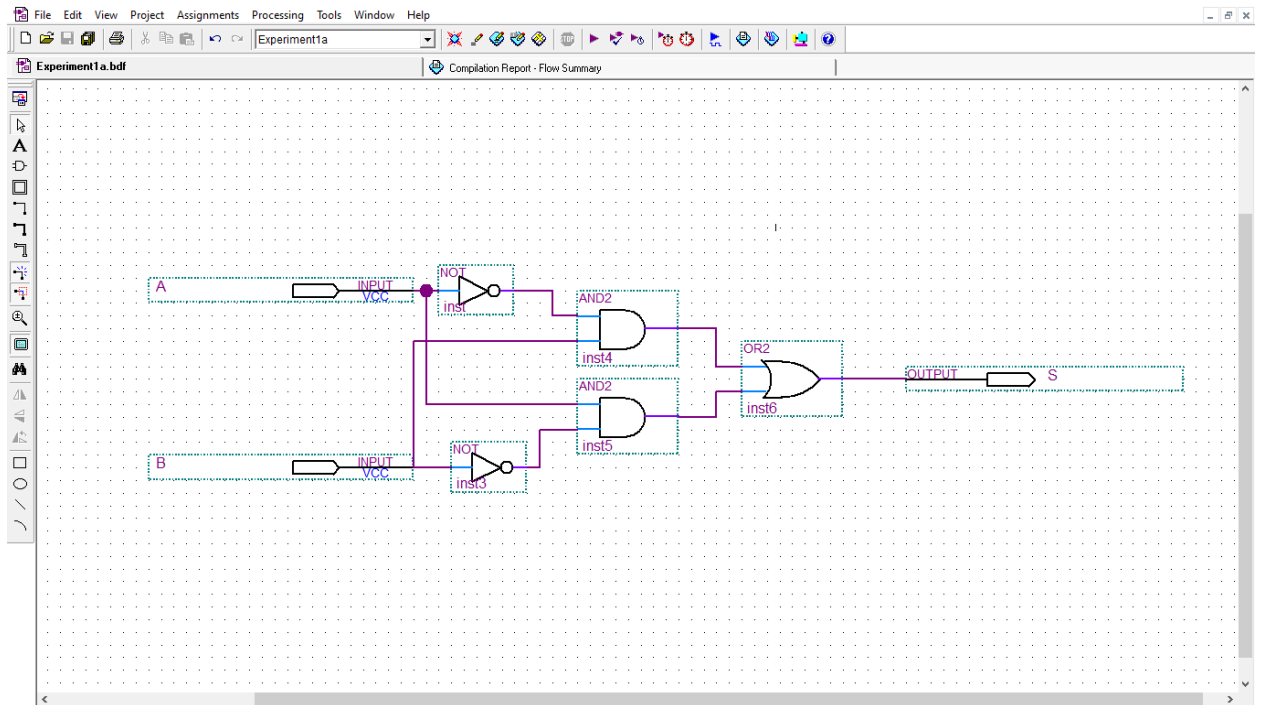 File Edit View Project Assignments Processing Tools Window Help
Experiment1a
Experiment1a.bdf
Compilation Report - Flow Summary
A
INPUT
VCC
NOT
inst
AND2
inst4
OR2
inst6
OUTPUT
S
AND2
inst5
B
INPUT
VCC
NOT
inst3